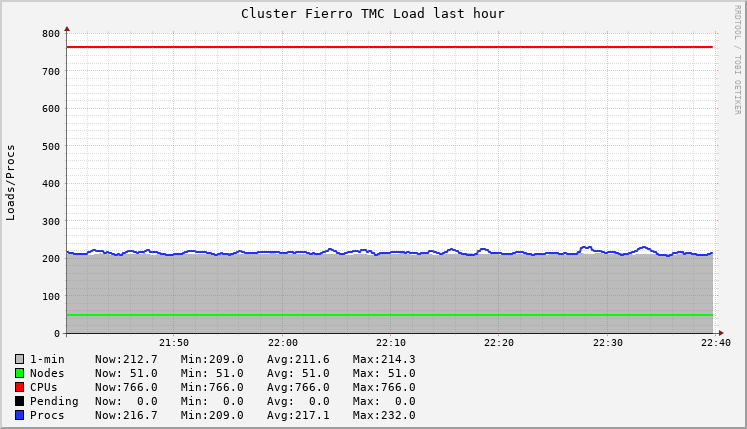 Cluster Fierro TMC Load last hour
RRDTOOL / TOBI OETIKER
Loads/Procs
800
700
600
500
400
300
200
100
0
21:50 22:00 22:10 22:20 22:30 22:40
1-min Now:212.7 Min:209.0 Avg:211.6 Max:214.3
Nodes Now: 51.0 Min: 51.0 Avg: 51.0 Max: 51.0
CPUs Now:766.0 Min:766.0 Avg:766.0 Max:766.0
Pending Now: 0.0 Min: 0.0 Avg: 0.0 Max: 0.0
Procs Now:216.7 Min:209.0 Avg:217.1 Max:232.0